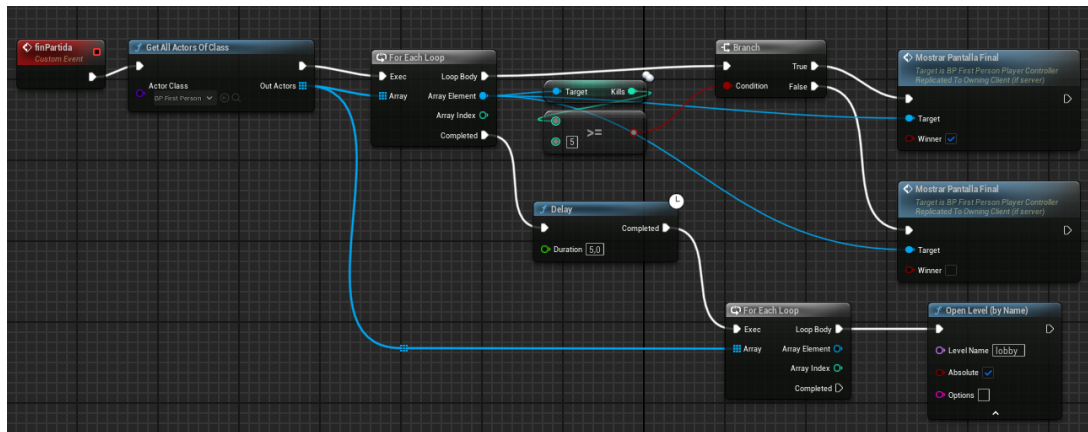 finPartida
Custom Event
Get All Actors Of Class
Actor Class
BP First Person
Out Actors
For Each Loop
Exec
Loop Body
Array
Array Element
Array Index
Completed
Target
Kills
>=
5
Branch
True
Condition
False
Mostrar Pantalla Final
Target is BP First Person Player Controller
Replicated To Owning Client (if server)
Target
Winner
Mostrar Pantalla Final
Target is BP First Person Player Controller
Replicated To Owning Client (if server)
Target
Winner
Delay
Completed
Duration 5,0
For Each Loop
Exec
Loop Body
Array
Array Element
Array Index
Completed
Open Level (by Name)
Level Name lobby
Absolute
Options